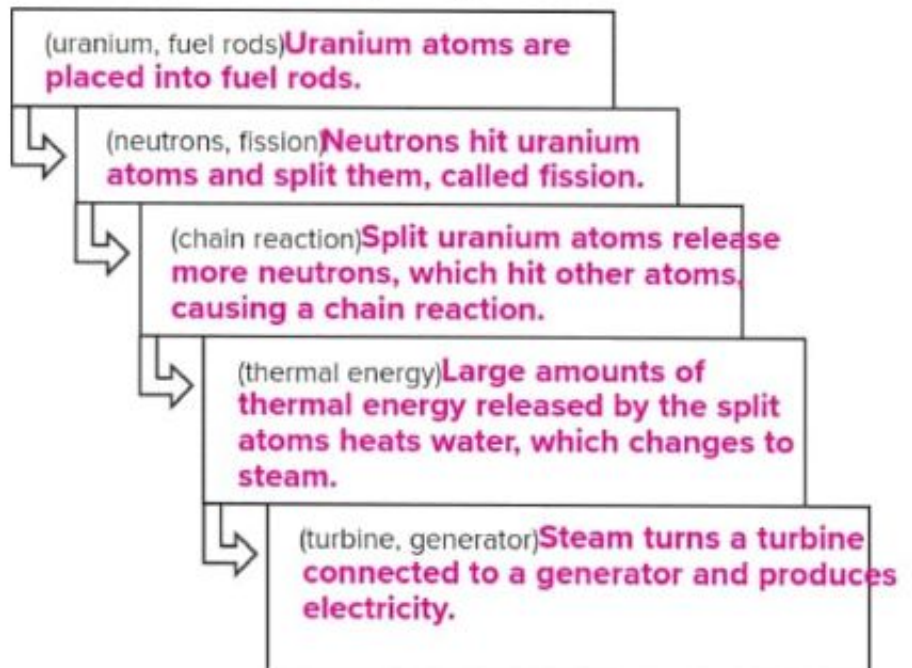 (uranium, fuel rods)Uranium atoms are
placed into fuel rods.
(neutrons, fission)Neutrons hit uranium
atoms and split them, called fission.
(chain reaction)Split uranium atoms release
more neutrons, which hit other atoms,
causing a chain reaction.
(thermal energy)Large amounts of
thermal energy released by the split
atoms heats water, which changes to
steam.
(turbine, generator)Steam turns a turbine
connected to a generator and produces
electricity.